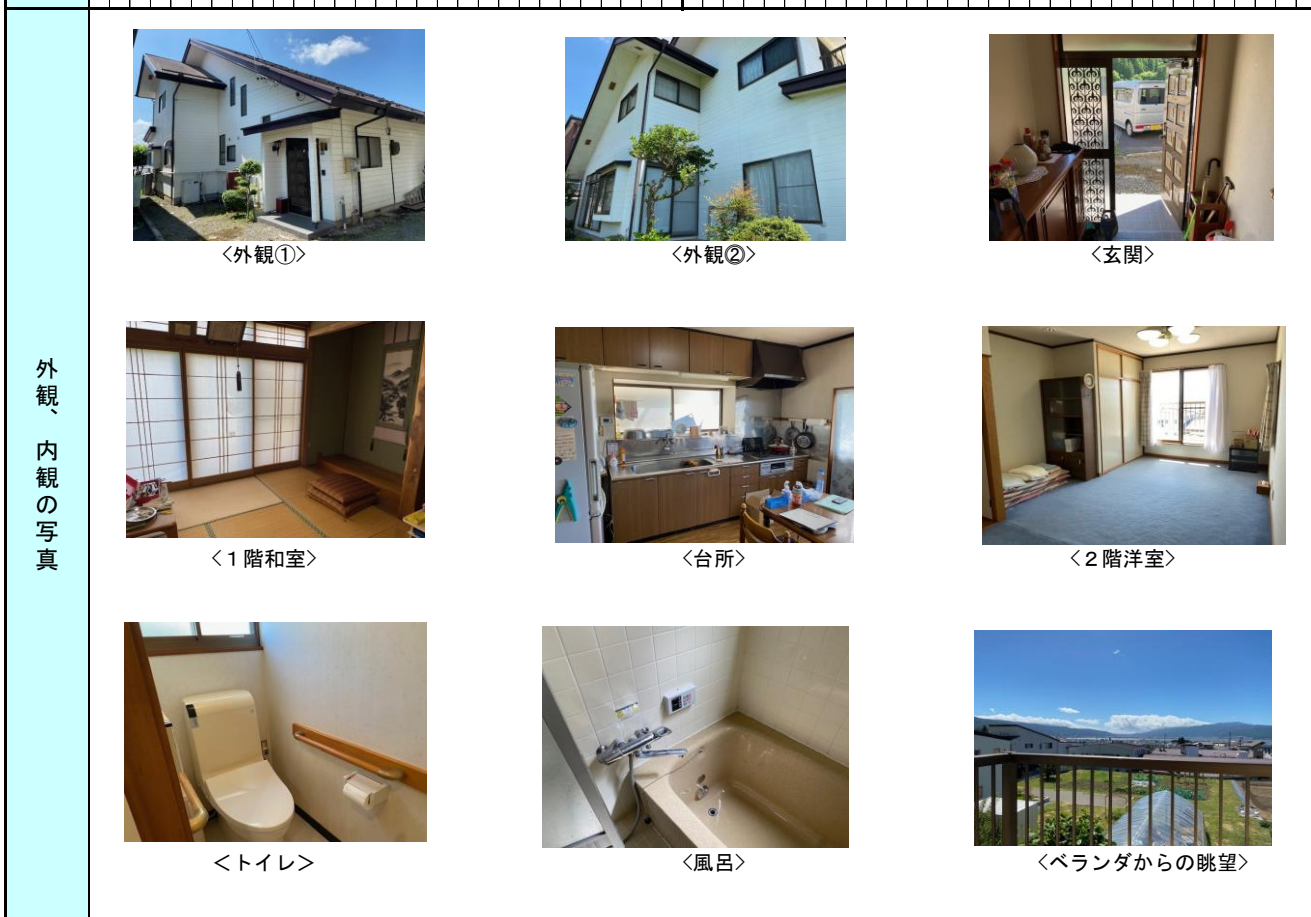 外観、内観の写真
<外観①>
<外観②>
<玄関>
<1階和室>
<台所>
<2階洋室>
<トイレ>
<風呂>
<ベランダからの眺望>